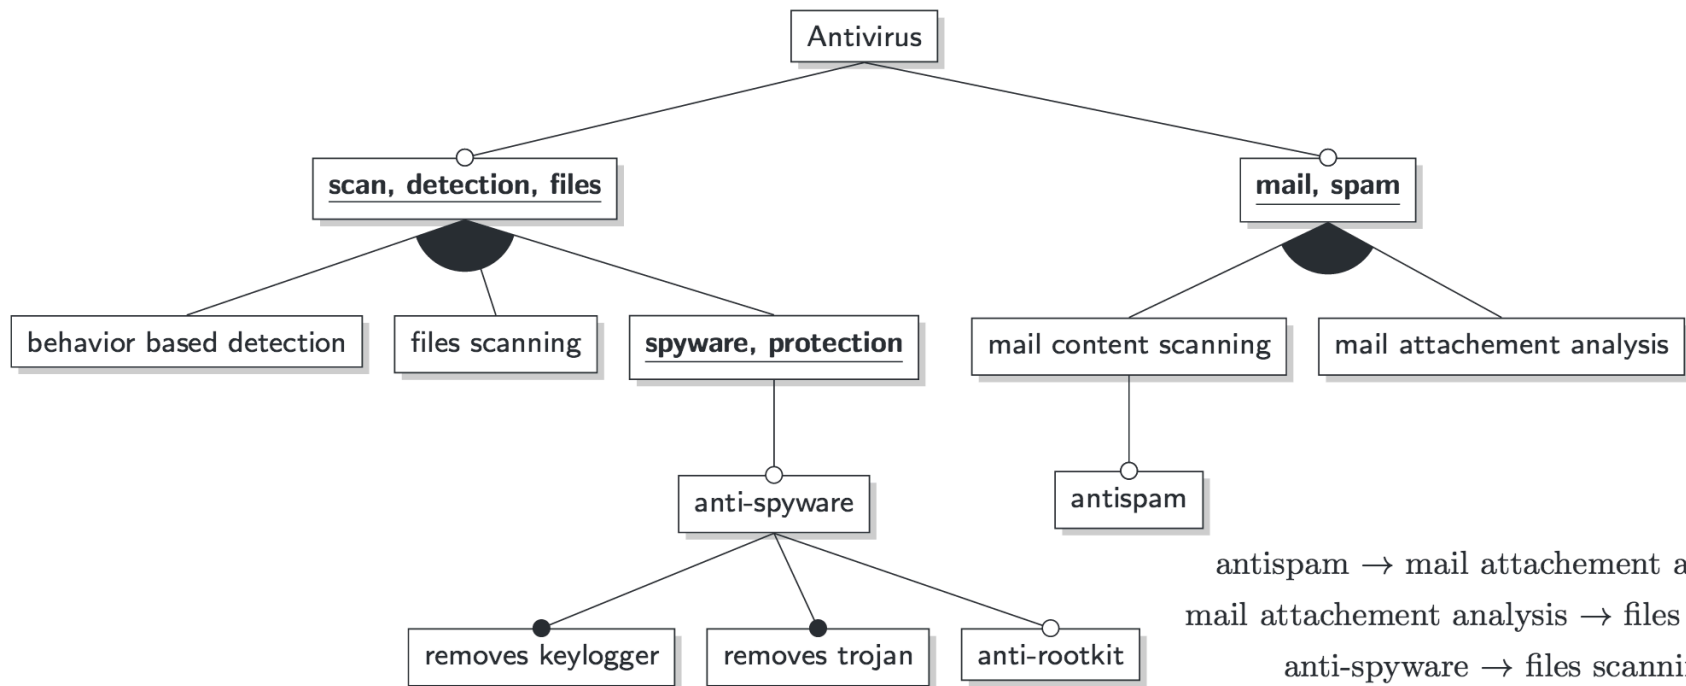 Antivirus
scan, detection, files
mail, spam
behavior based detection
files scanning
spyware, protection
mail content scanning
mail attachement analysis
anti-spyware
antispam
antispam → mail attachement
mail attachement analysis → files
anti-spyware → files
removes keylogger
removes trojan
anti-rootkit